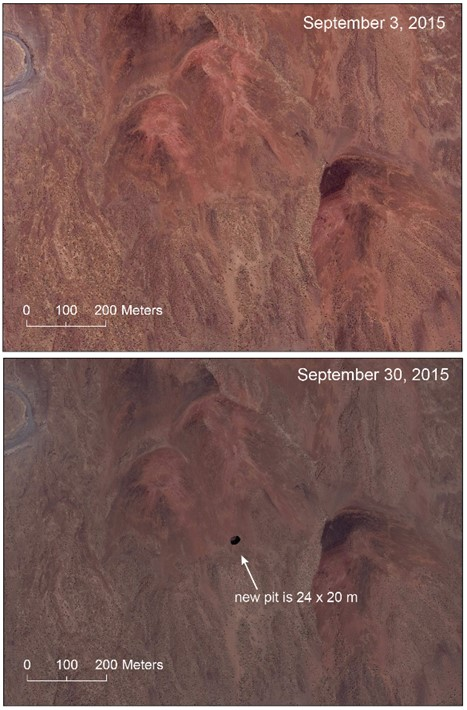 September 3, 2015
0 100 200 Meters
September 30, 2015
new pit is 24 x 20 m
0 100 200 Meters